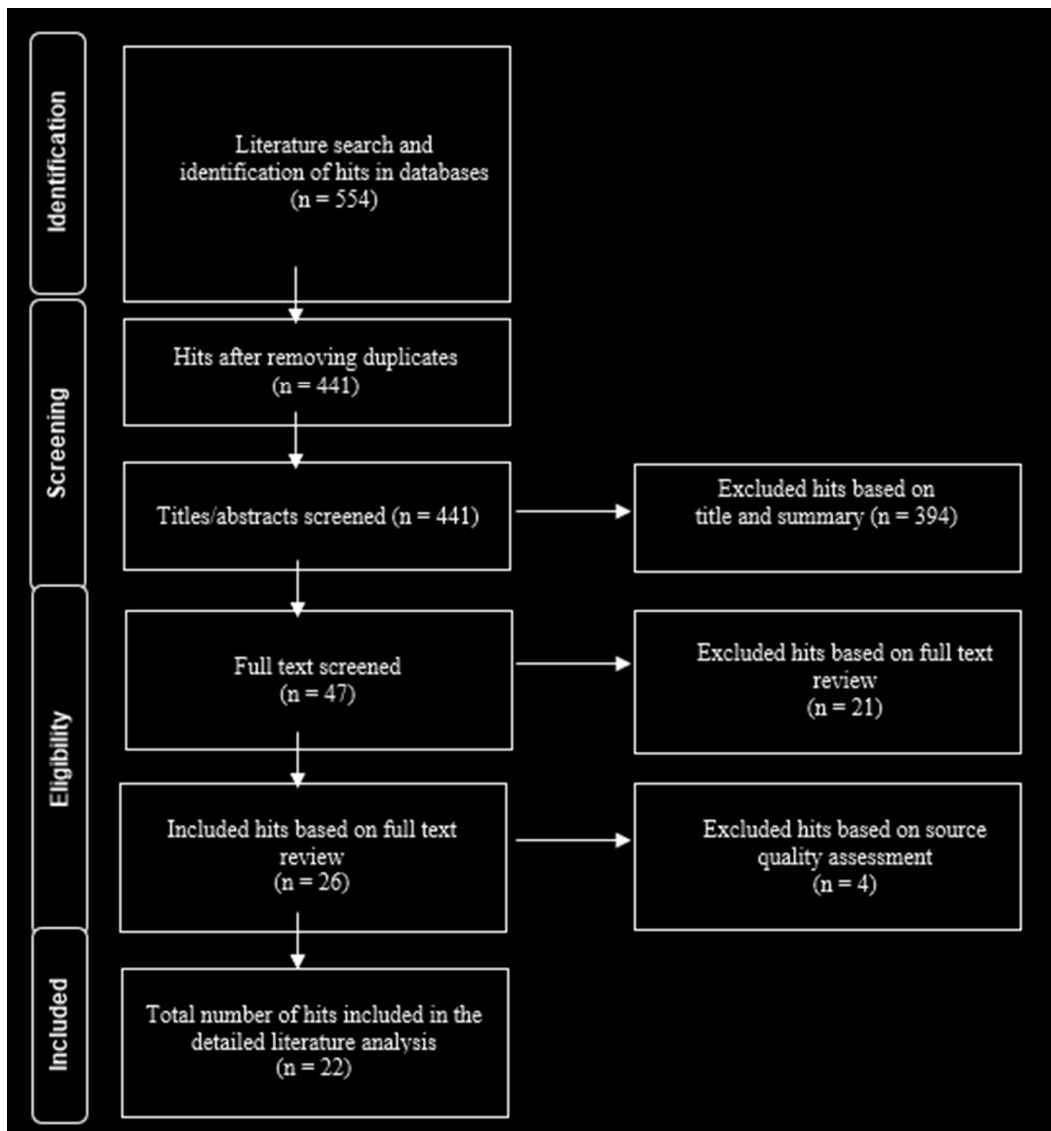 Identification
Literature search and
identification of hits in databases
(n = 554)
Screening
Hits after removing duplicates
(n = 441)
Titles/abstracts screened (n = 441)
Excluded hits based on
title and summary (n = 394)
Eligibility
Full text screened
(n = 47)
Excluded hits based on full text
review
(n = 21)
Included hits based on full text
review
(n = 26)
Excluded hits based on source
quality assessment
(n = 4)
Included
Total number of hits included in the
detailed literature analysis
(n = 22)